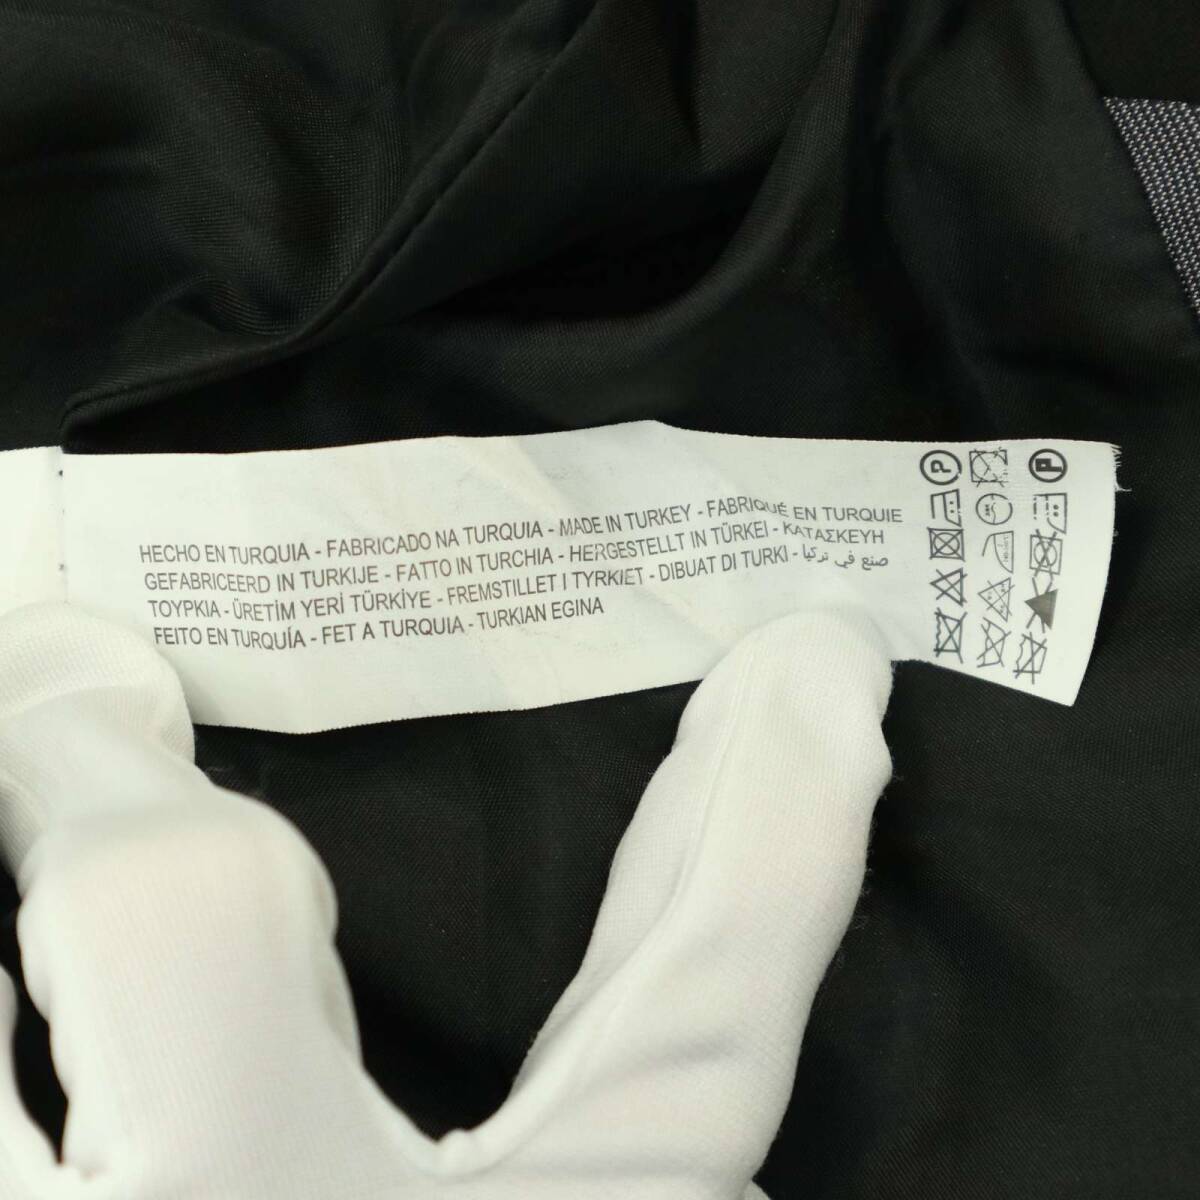 HECHO EN TURQUIA - FABRICADO NA TURQUIA - MADE IN TURKEY - FABRIQUÉ EN TURQUIE
GEFABRICEERD IN TURKIJE - FATTO IN TURCHIA - HERGESTELLT IN TÜRKEI - ΚΑΤΑΣΚΕΥΗ
ΤΟΥΡΚΙΑ - ÜRETİM YERİ TÜRKİYE - FREMSTILLET I TYRKIET - DIBUAT DI TURKI - صنع في تركيا
FEITO EN TURQUÍA - FET A TURQUIA - TURKIAN EGINA
P
P